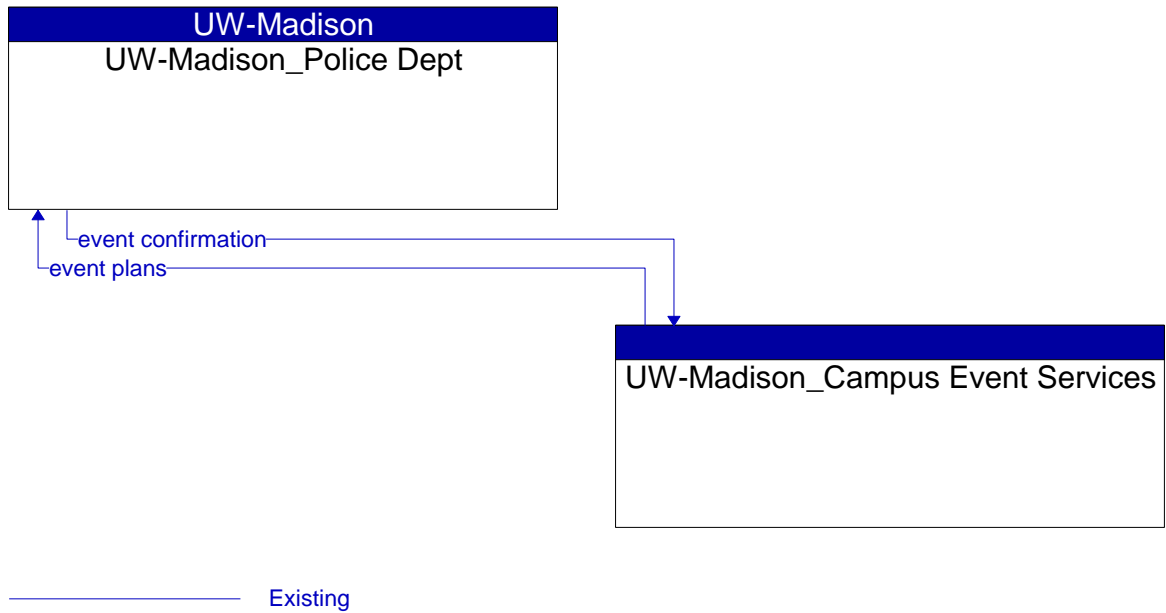 UW-Madison
UW-Madison_Police Dept
event confirmation
event plans
UW-Madison_Campus Event Services
Existing